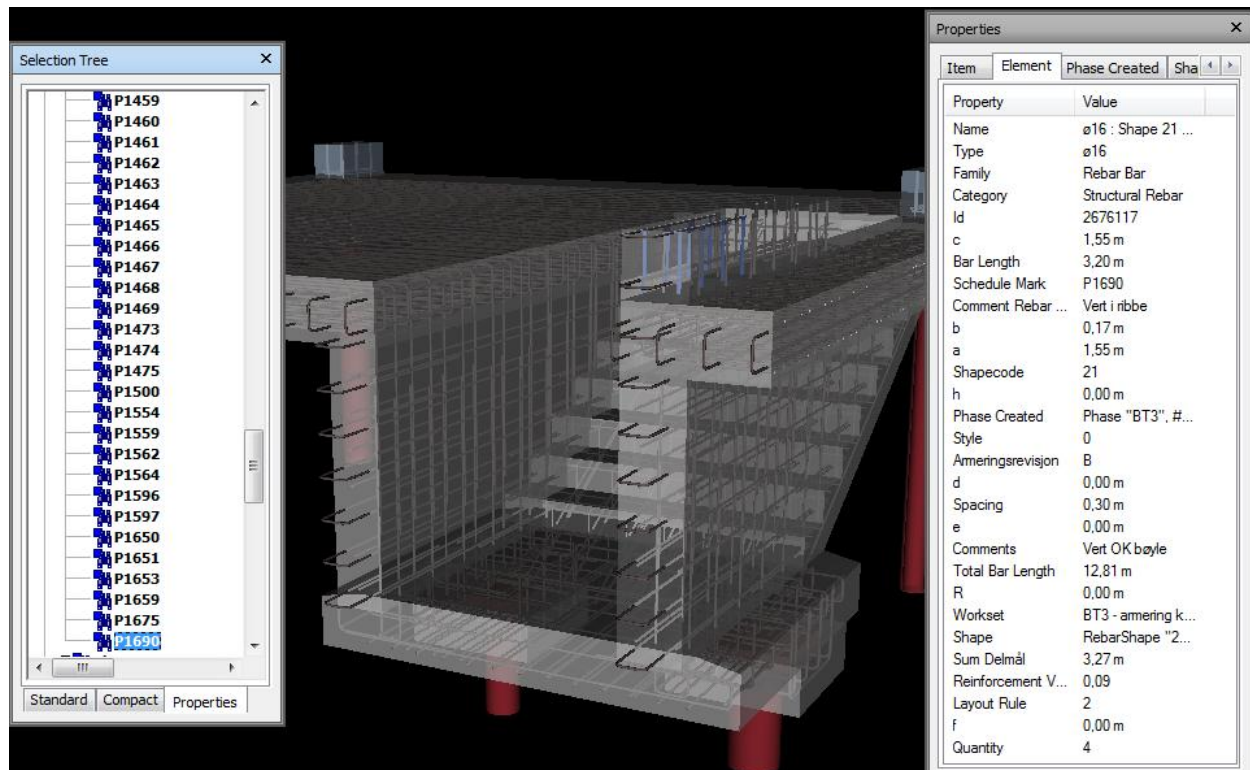 Selection Tree
P1459
P1460
P1461
P1462
P1463
P1464
P1465
P1466
P1467
P1468
P1469
P1473
P1474
P1475
P1500
P1554
P1559
P1562
P1564
P1596
P1597
P1650
P1651
P1653
P1659
P1675
P1690
Standard Compact Properties
Properties
Item Element Phase Created Sha
Property Value
Name ø16 : Shape 21 ...
Type ø16
Family Rebar Bar
Category Structural Rebar
Id 2676117
c 1,55 m
Bar Length 3,20 m
Schedule Mark P1690
Comment Rebar ... Vert i ribbe
b 0,17 m
a 1,55 m
Shapecode 21
h 0,00 m
Phase Created Phase "BT3", #...
Style 0
Armeringsrevisjon B
d 0,00 m
Spacing 0,30 m
e 0,00 m
Comments Vert OK bøyle
Total Bar Length 12,81 m
R 0,00 m
Workset BT3 - armering k...
Shape RebarShape "2...
Sum Delmål 3,27 m
Reinforcement V... 0,09
Layout Rule 2
f 0,00 m
Quantity 4